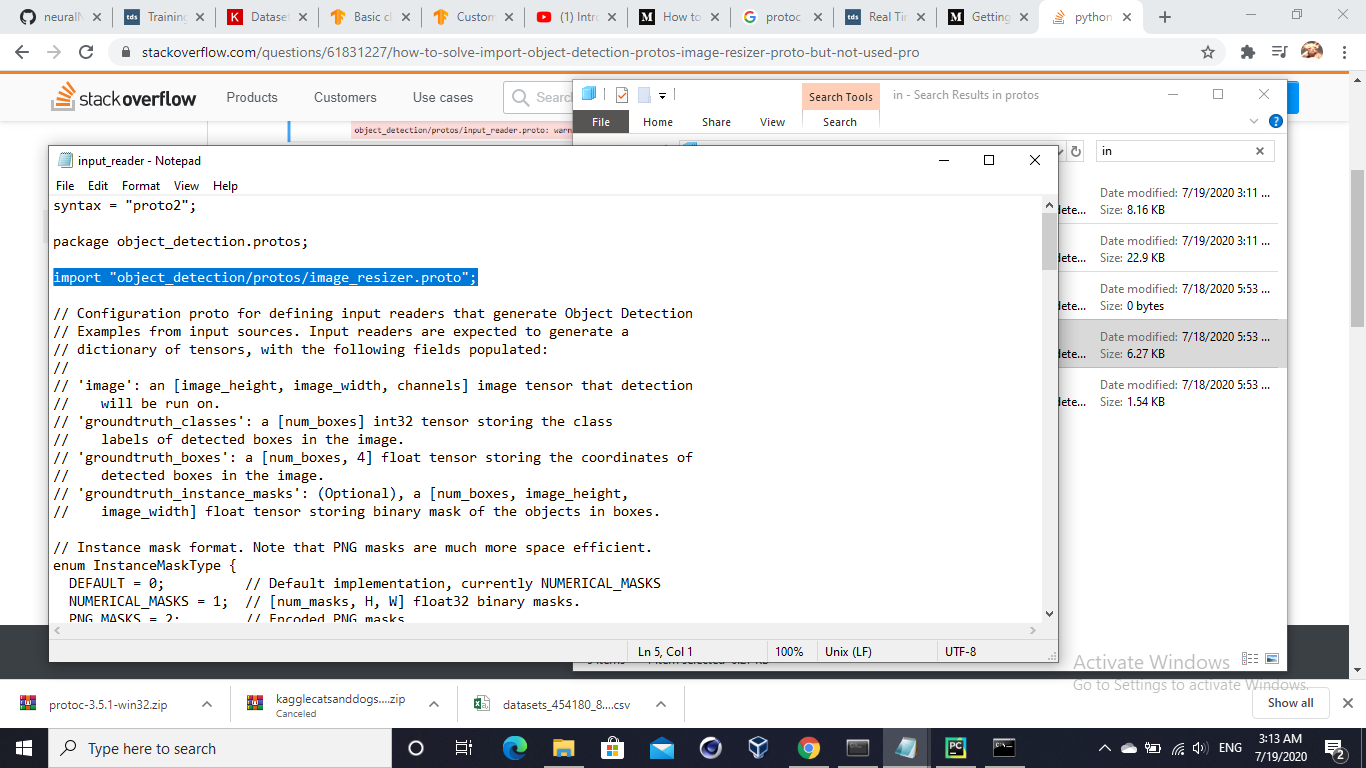 neuralN
Training
Dataset
Basic cl
Custom
(1) Intro
How to
protoc
Real Tim
Getting
python
stackoverflow.com/questions/61831227/how-to-solve-import-object-detection-protos-image-resizer-proto-but-not-used-pro
stackoverflow
Products
Customers
Use cases
Search
object_detection/protos/input_reader.proto: warn
Search Tools
in - Search Results in protos
File
Home
Share
View
Search
in
Date modified: 7/19/2020 3:11 ...
dete... Size: 8.16 KB
Date modified: 7/19/2020 3:11 ...
dete... Size: 22.9 KB
Date modified: 7/18/2020 5:53 ...
dete... Size: 0 bytes
Date modified: 7/18/2020 5:53 ...
dete... Size: 6.27 KB
Date modified: 7/18/2020 5:53 ...
dete... Size: 1.54 KB
input_reader - Notepad
File Edit Format View Help
syntax = "proto2";
package object_detection.protos;
import "object_detection/protos/image_resizer.proto";
// Configuration proto for defining input readers that generate Object Detection
// Examples from input sources. Input readers are expected to generate a
// dictionary of tensors, with the following fields populated:
//
// 'image': an [image_height, image_width, channels] image tensor that detection
//    will be run on.
// 'groundtruth_classes': a [num_boxes] int32 tensor storing the class
//    labels of detected boxes in the image.
// 'groundtruth_boxes': a [num_boxes, 4] float tensor storing the coordinates of
//    detected boxes in the image.
// 'groundtruth_instance_masks': (Optional), a [num_boxes, image_height,
//    image_width] float tensor storing binary mask of the objects in boxes.
// Instance mask format. Note that PNG masks are much more space efficient.
enum InstanceMaskType {
  DEFAULT = 0;         // Default implementation, currently NUMERICAL_MASKS
  NUMERICAL_MASKS = 1;  // [num_masks, H, W] float32 binary masks.
  PNG_MASKS = 2;        // Encoded PNG masks
Ln 5, Col 1
100%
Unix (LF)
UTF-8
Activate Windows
Go to Settings to activate Windows.
protoc-3.5.1-win32.zip
kagglecatsanddogs....zip
Canceled
datasets_454180_8....csv
Show all
Type here to search
PC
ENG
3:13 AM
7/19/2020
2